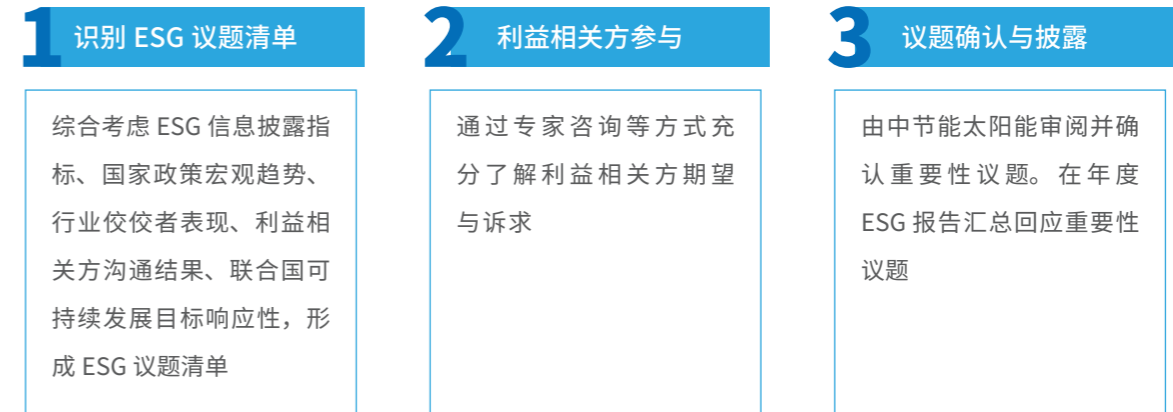 1 识别 ESG 议题清单
综合考虑 ESG 信息披露指
标、国家政策宏观趋势、
行业佼佼者表现、利益相
关方沟通结果、联合国可
持续发展目标响应性，形
成 ESG 议题清单
2 利益相关方参与
通过专家咨询等方式充
分了解利益相关方期望
与诉求
3 议题确认与披露
由中节能太阳能审阅并确
认重要性议题。在年度
ESG 报告汇总回应重要性
议题